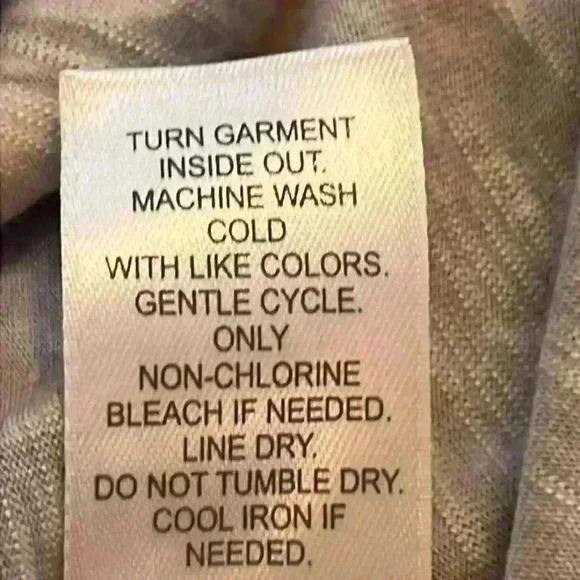 TURN GARMENT
INSIDE OUT.
MACHINE WASH
COLD
WITH LIKE COLORS.
GENTLE CYCLE.
ONLY
NON-CHLORINE
BLEACH IF NEEDED.
LINE DRY.
DO NOT TUMBLE DRY.
COOL IRON IF
NEEDED.